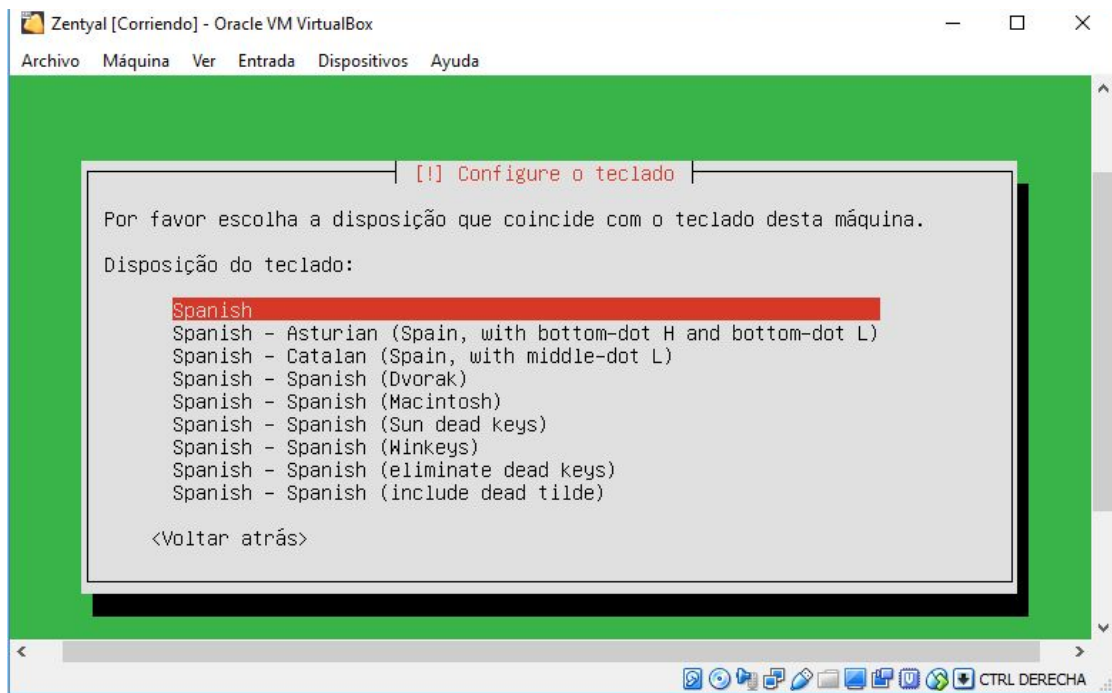 Zentyal [Corriendo] - Oracle VM VirtualBox
Archivo Máquina Ver Entrada Dispositivos Ayuda
[!] Configure o teclado
Por favor escolha a disposição que coincide com o teclado desta máquina.
Disposição do teclado:
Spanish
Spanish - Asturian (Spain, with bottom-dot H and bottom-dot L)
Spanish - Catalan (Spain, with middle-dot L)
Spanish - Spanish (Dvorak)
Spanish - Spanish (Macintosh)
Spanish - Spanish (Sun dead keys)
Spanish - Spanish (Winkeys)
Spanish - Spanish (eliminate dead keys)
Spanish - Spanish (include dead tilde)
<Voltar atrás>
CTRL DERECHA